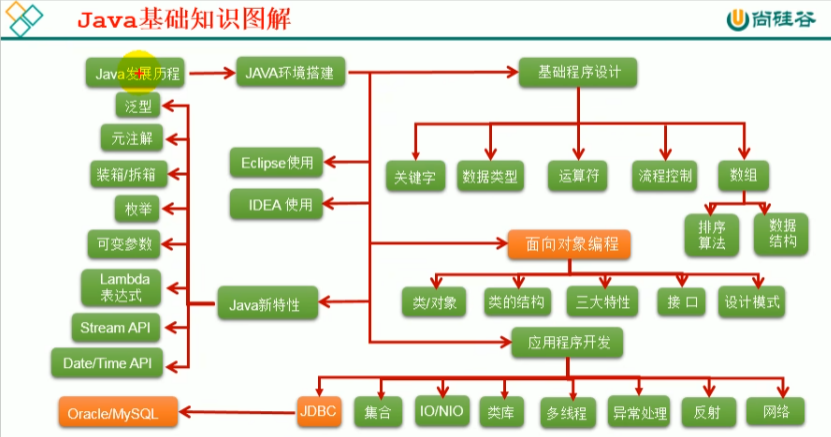 Java基础知识图解
尚硅谷
Java发展历程
JAVA环境搭建
基础程序设计
泛型
元注解
装箱/拆箱
枚举
可变参数
Lambda
表达式
Stream API
Date/Time API
Eclipse使用
IDEA 使用
Java新特性
关键字
数据类型
运算符
流程控制
数组
排序
算法
数据
结构
面向对象编程
类/对象
类的结构
三大特性
接 口
设计模式
应用程序开发
Oracle/MySQL
JDBC
集合
IO/NIO
类库
多线程
异常处理
反射
网络